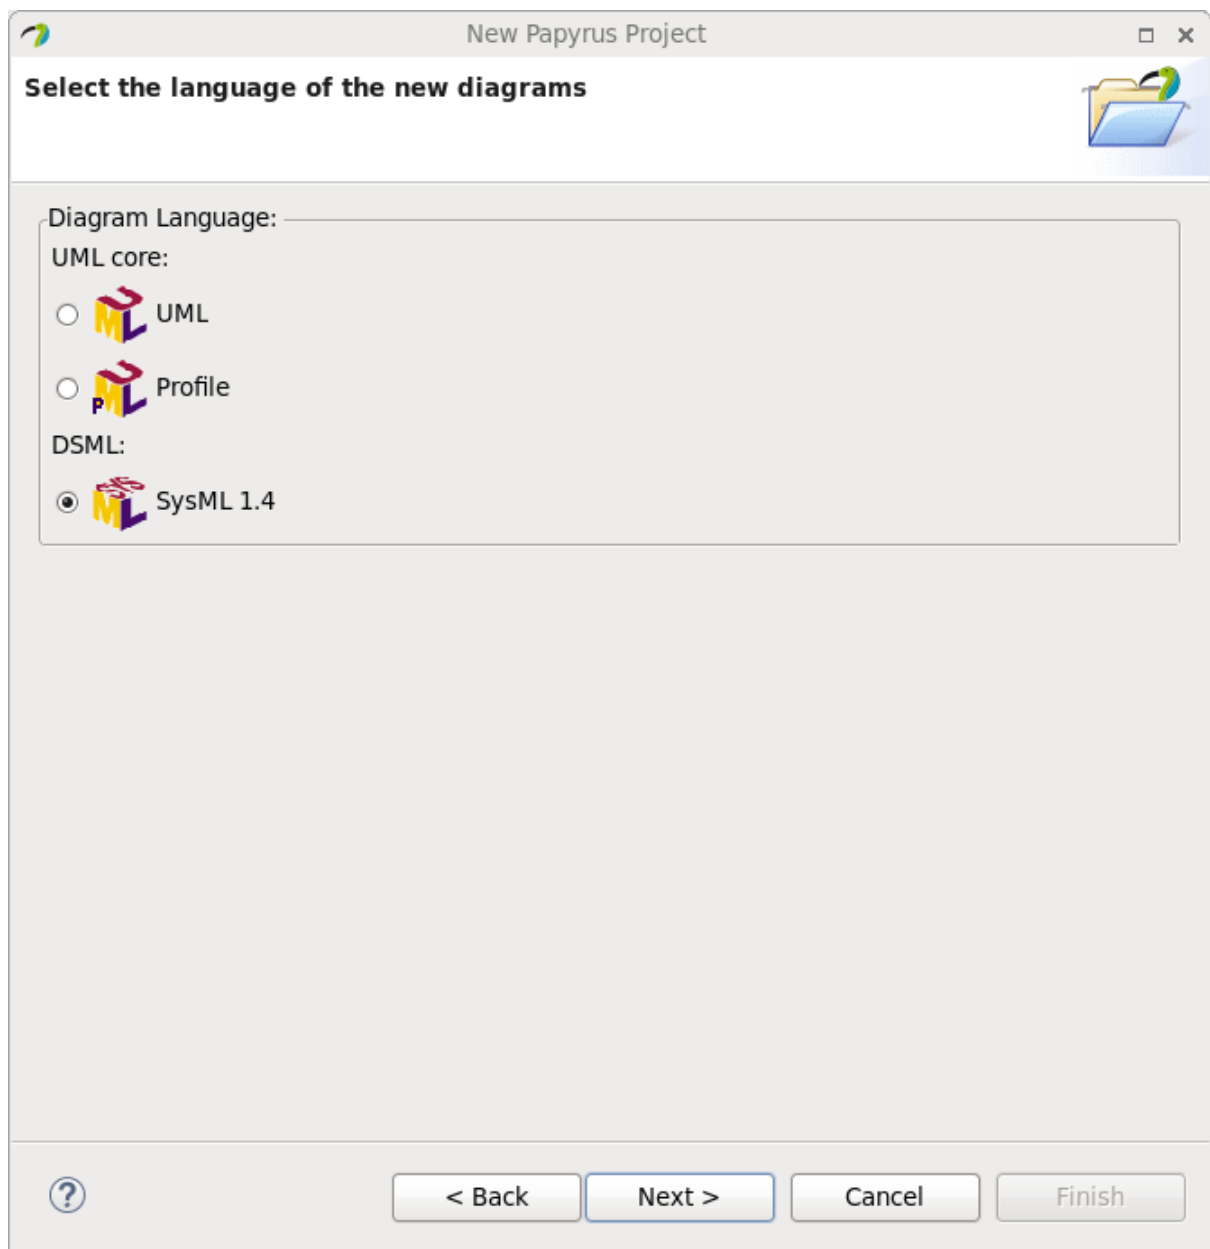 New Papyrus Project
Select the language of the new diagrams
Diagram Language:
UML core:
UML
Profile
DSML:
SysML 1.4
< Back
Next >
Cancel
Finish